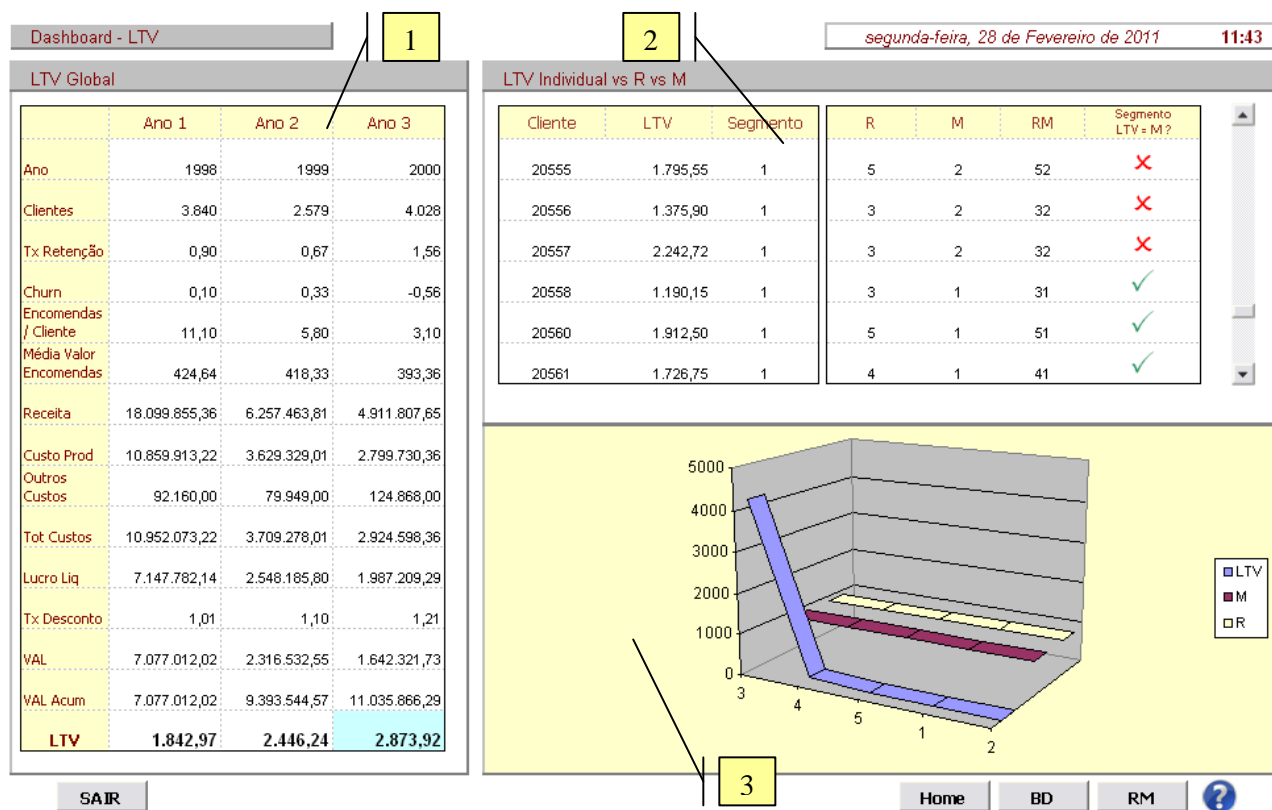 Dashboard - LTV
1
2
segunda-feira, 28 de Fevereiro de 2011 11:43
LTV Global
Ano 1 Ano 2 Ano 3
Ano 1998 1999 2000
Clientes 3.840 2.579 4.028
Tx Retenção 0,90 0,67 1,56
Churn 0,10 0,33 -0,56
Encomendas
/ Cliente 11,10 5,80 3,10
Média Valor
Encomendas 424,64 418,33 393,36
Receita 18.099.855,36 6.257.463,81 4.911.807,65
Custo Prod 10.859.913,22 3.629.329,01 2.799.730,36
Outros
Custos 92.160,00 79.949,00 124.868,00
Tot Custos 10.952.073,22 3.709.278,01 2.924.598,36
Lucro Liq 7.147.782,14 2.548.185,80 1.987.209,29
Tx Desconto 1,01 1,10 1,21
VAL 7.077.012,02 2.316.532,55 1.642.321,73
VAL Acum 7.077.012,02 9.393.544,57 11.035.866,29
LTV 1.842,97 2.446,24 2.873,92
LTV Individual vs R vs M
Cliente LTV Segmento R M RM Segmento
LTV = M ?
20555 1.795,55 1 5 2 52
20556 1.375,90 1 3 2 32
20557 2.242,72 1 3 2 32
20558 1.190,15 1 3 1 31
20560 1.912,50 1 5 1 51
20561 1.726,75 1 4 1 41
5000
4000
3000
2000
1000
0
3
4
5
1
2
LTV
M
R
3
SAIR
Home
BD
RM
?